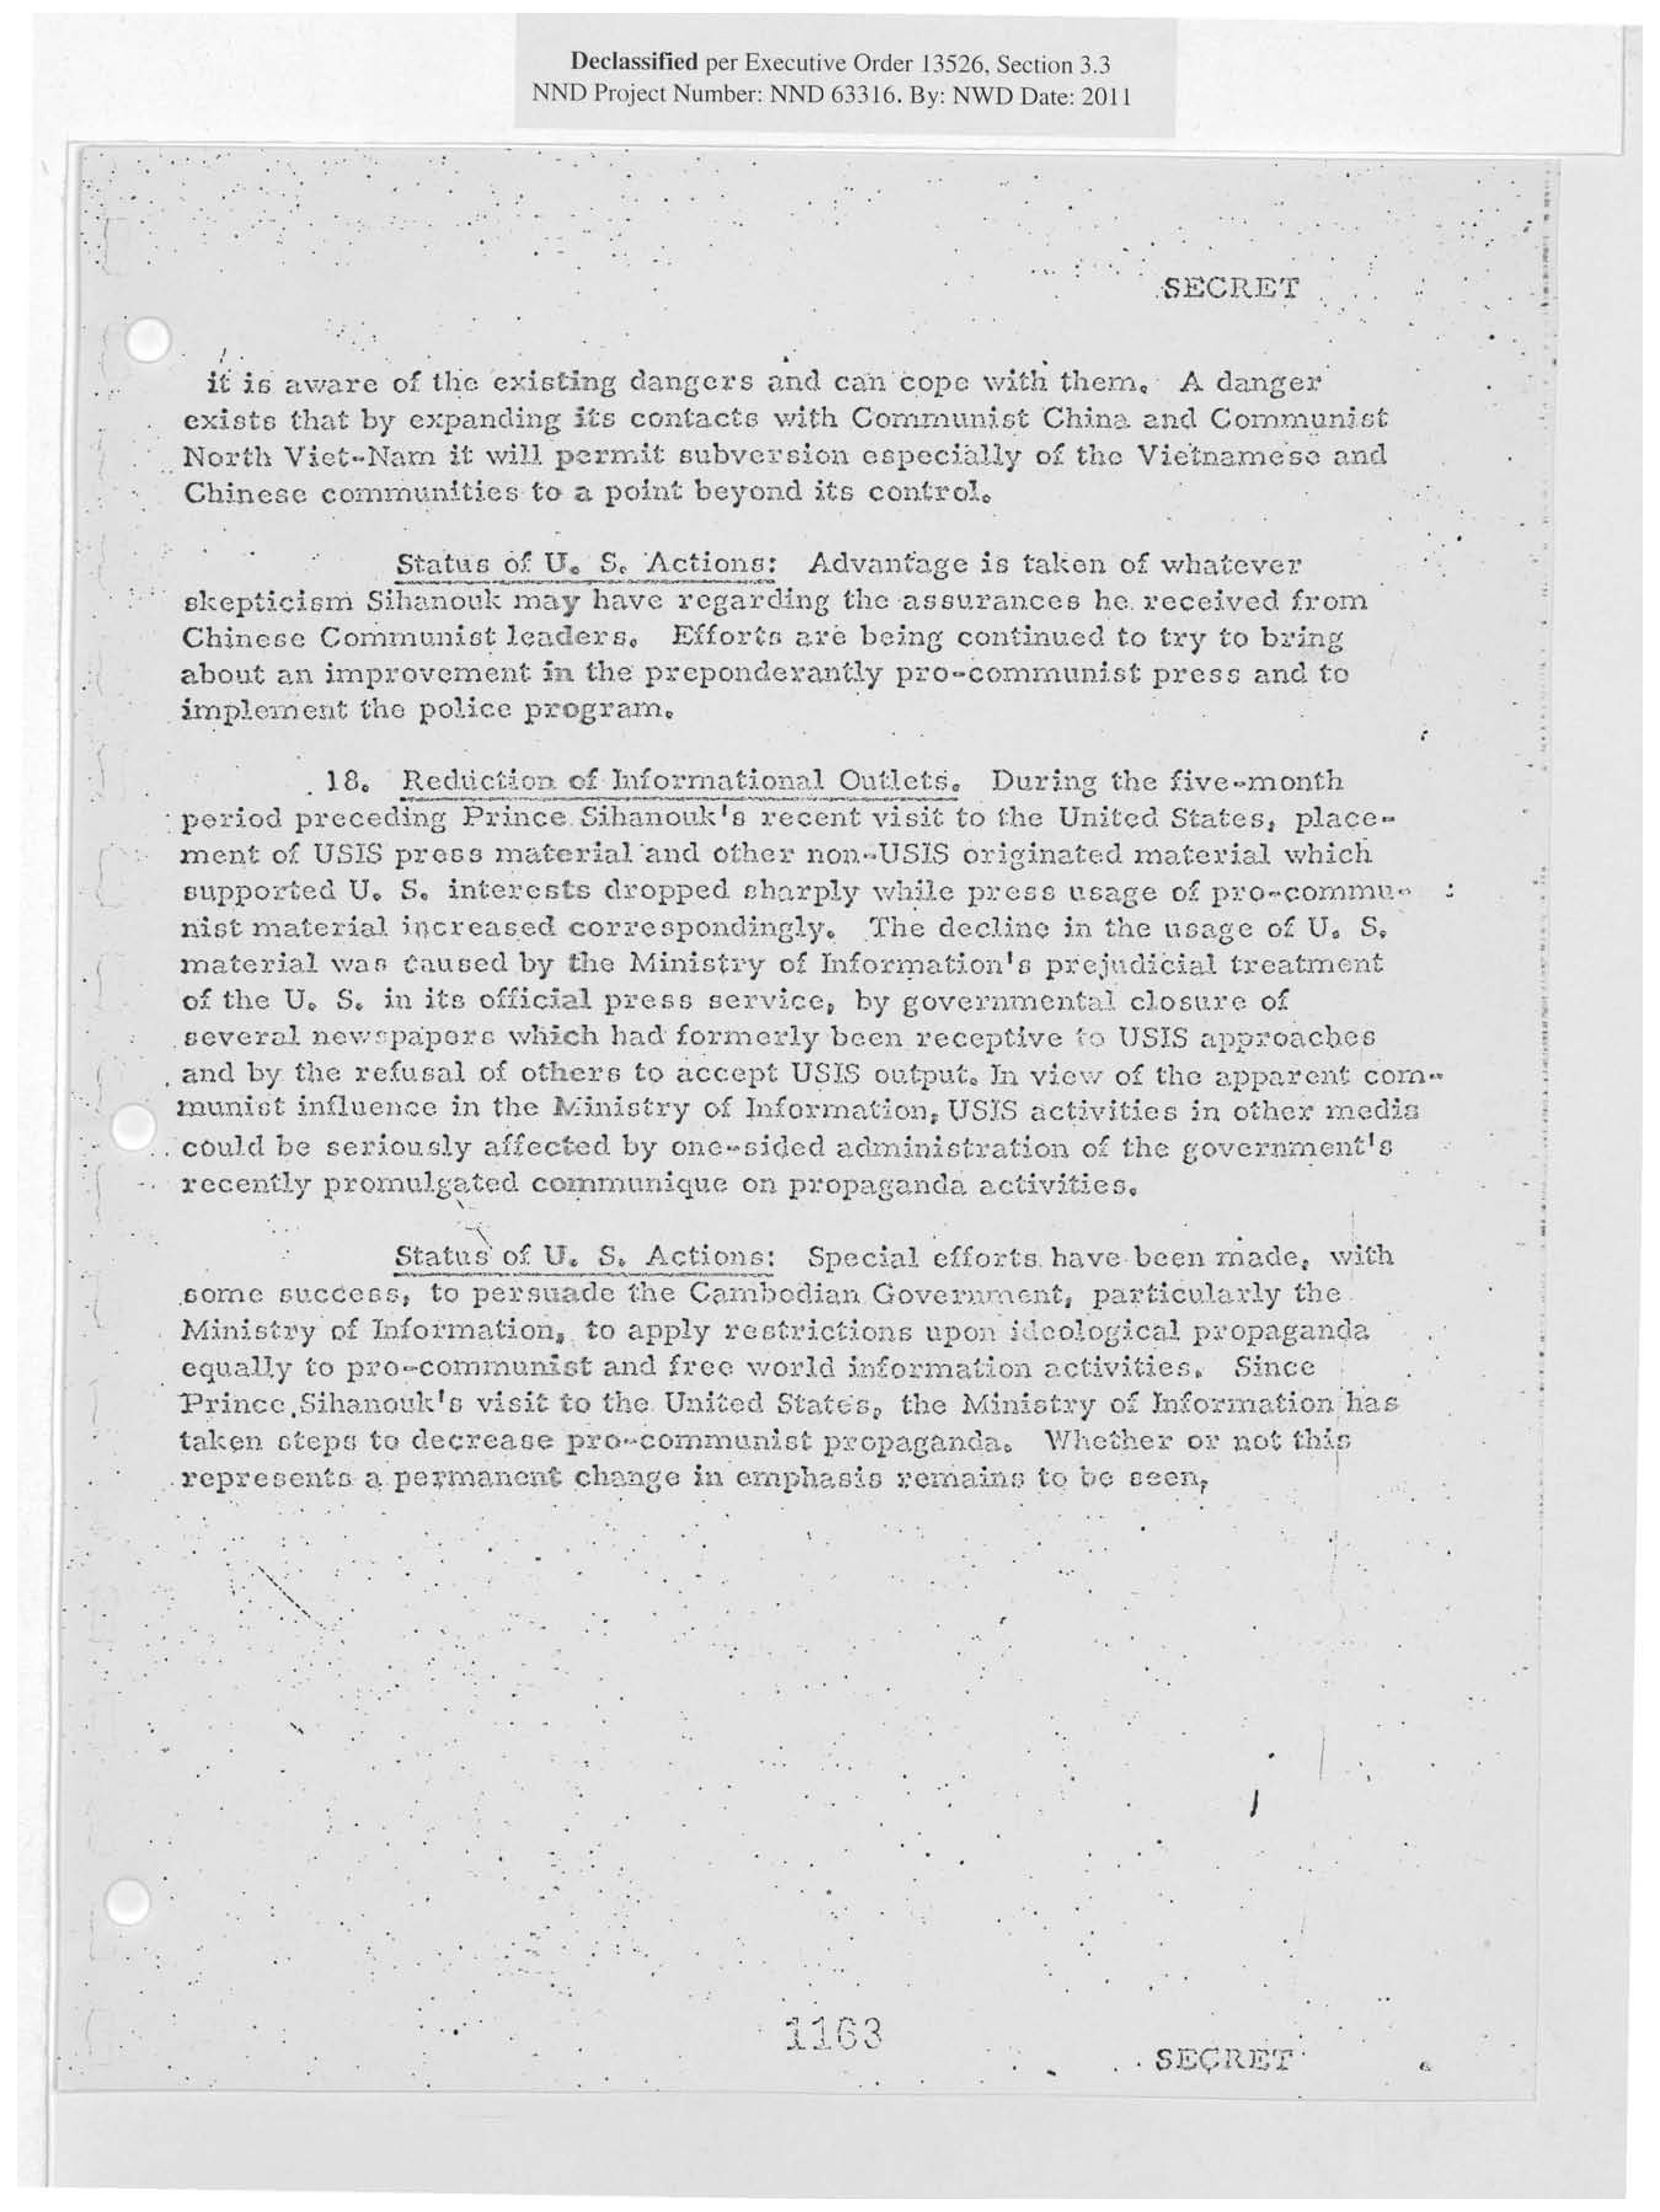 Declassified per Executive Order 13526, Section 3.3
NND Project Number: NND 63316. By: NWD Date: 2011
SECRET
it is aware of the existing dangers and can cope with them. A danger
exists that by expanding its contacts with Communist China and Communist
North Viet-Nam it will permit subversion especially of the Vietnamese and
Chinese communities to a point beyond its control.
Status of U. S. Actions: Advantage is taken of whatever
skepticism Sihanouk may have regarding the assurances he received from
Chinese Communist leaders. Efforts are being continued to try to bring
about an improvement in the preponderantly pro-communist press and to
implement the police program.
18. Reduction of Informational Outlets. During the five-month
period preceding Prince Sihanouk's recent visit to the United States, place-
ment of USIS press material and other non-USIS originated material which
supported U. S. interests dropped sharply while press usage of pro-commu-
nist material increased correspondingly. The decline in the usage of U. S.
material was caused by the Ministry of Information's prejudicial treatment
of the U. S. in its official press service, by governmental closure of
several newspapers which had formerly been receptive to USIS approaches
and by the refusal of others to accept USIS output. In view of the apparent com-
munist influence in the Ministry of Information, USIS activities in other media
could be seriously affected by one-sided administration of the government's
recently promulgated communique on propaganda activities.
Status of U. S. Actions: Special efforts have been made, with
some success, to persuade the Cambodian Government, particularly the
Ministry of Information, to apply restrictions upon ideological propaganda
equally to pro-communist and free world information activities. Since
Prince Sihanouk's visit to the United States, the Ministry of Information has
taken steps to decrease pro-communist propaganda. Whether or not this
represents a permanent change in emphasis remains to be seen.
1163
SECRET